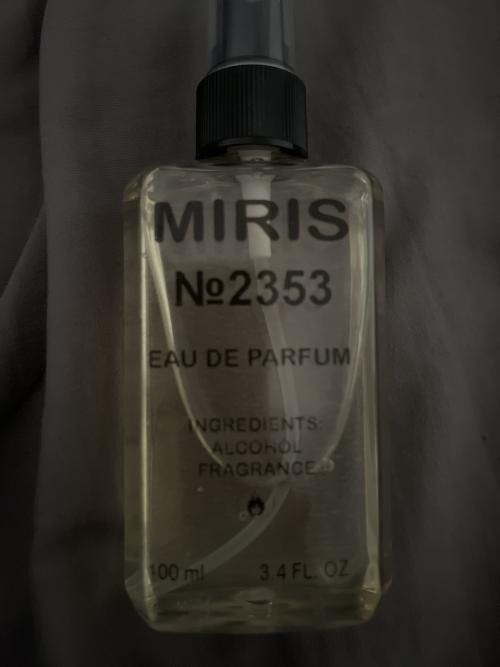 MIRIS
№2353
EAU DE PARFUM
INGREDIENTS:
ALCOHOL
FRAGRANCE
100 ml 3.4 FL. OZ